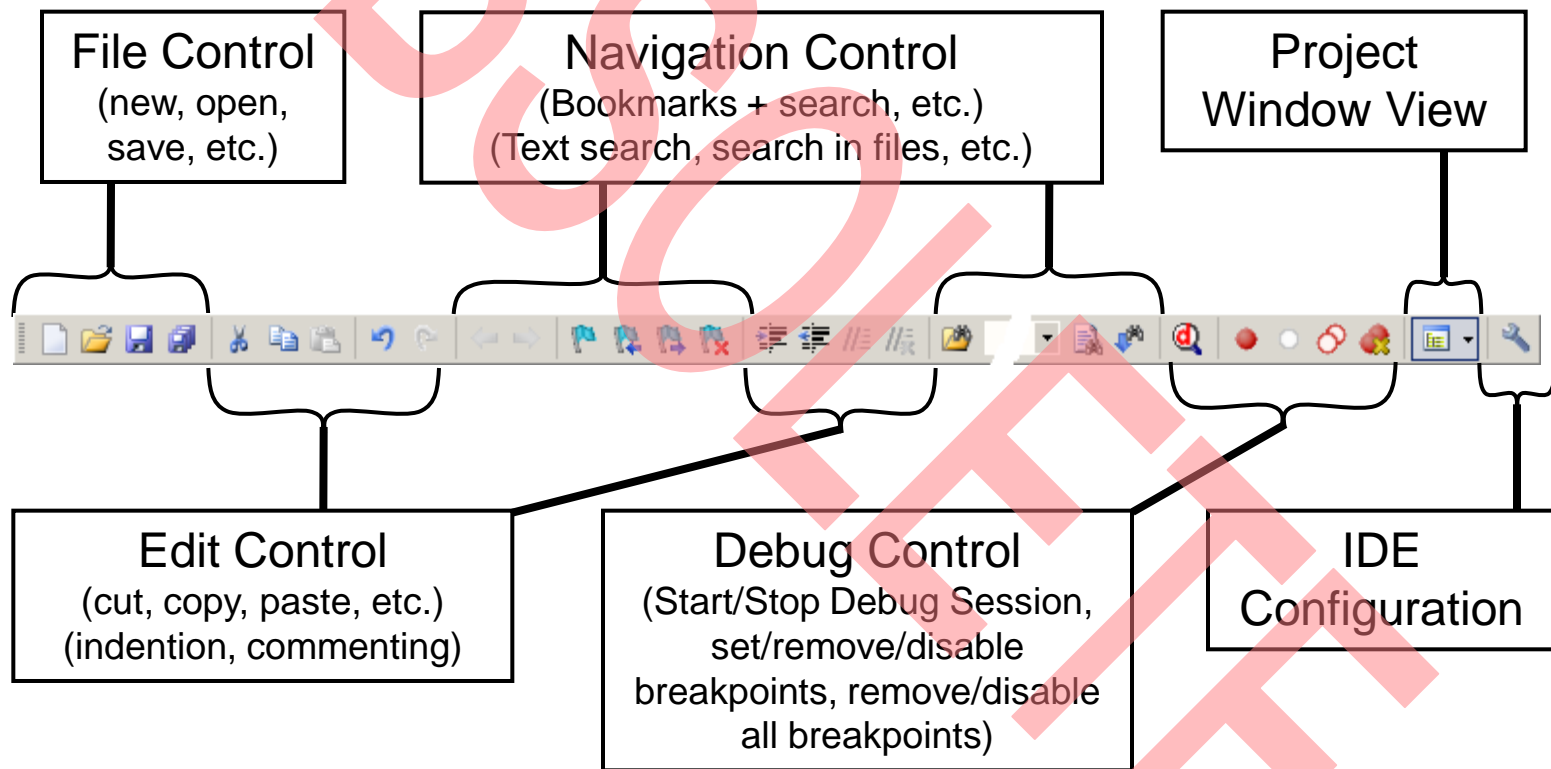 File Control
(new, open,
save, etc.)
Navigation Control
(Bookmarks + search, etc.)
(Text search, search in files, etc.)
Project
Window View
Edit Control
(cut, copy, paste, etc.)
(indention, commenting)
Debug Control
(Start/Stop Debug Session,
set/remove/disable
breakpoints, remove/disable
all breakpoints)
IDE
Configuration